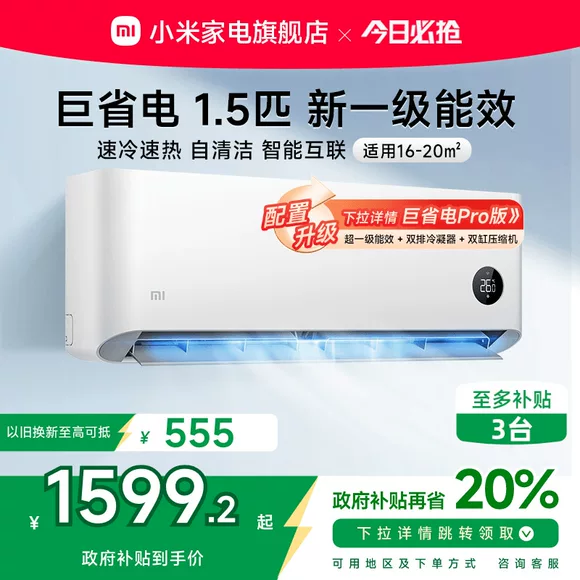 小米家电旗舰店 × 今日必抢
巨省电 1.5匹 新一级能效
速冷速热 自清洁 智能互联 适用16-20m²
配置升级
下拉详情 巨省电Pro版》
超一级能效 + 双排冷凝器 + 双缸压缩机
26
至多补贴
3台
以旧换新至高可抵 ¥ 555
¥ 1599.2 起
政府补贴到手价
政府补贴再省 20%
下拉详情跳转领取
可用地区及下单方式 咨询客服